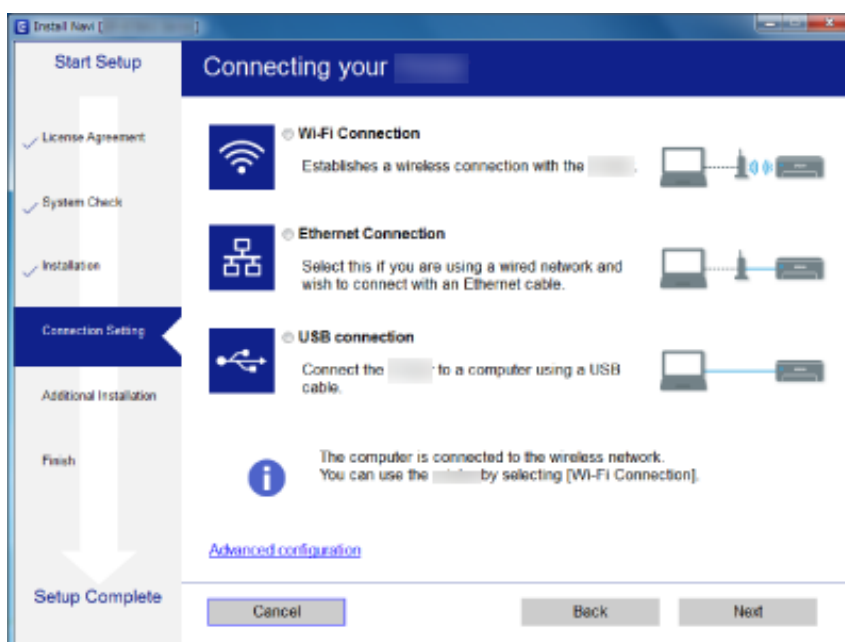 Install Navi [
]
Start Setup
Connecting your
License Agreement
System Check
Installation
Connection Setting
Additional Installation
Finish
Setup Complete
Wi-Fi Connection
Establishes a wireless connection with the .
Ethernet Connection
Select this if you are using a wired network and
wish to connect with an Ethernet cable.
USB connection
Connect the to a computer using a USB
cable.
The computer is connected to the wireless network.
You can use the by selecting [Wi-Fi Connection].
Advanced configuration
Cancel
Back
Next